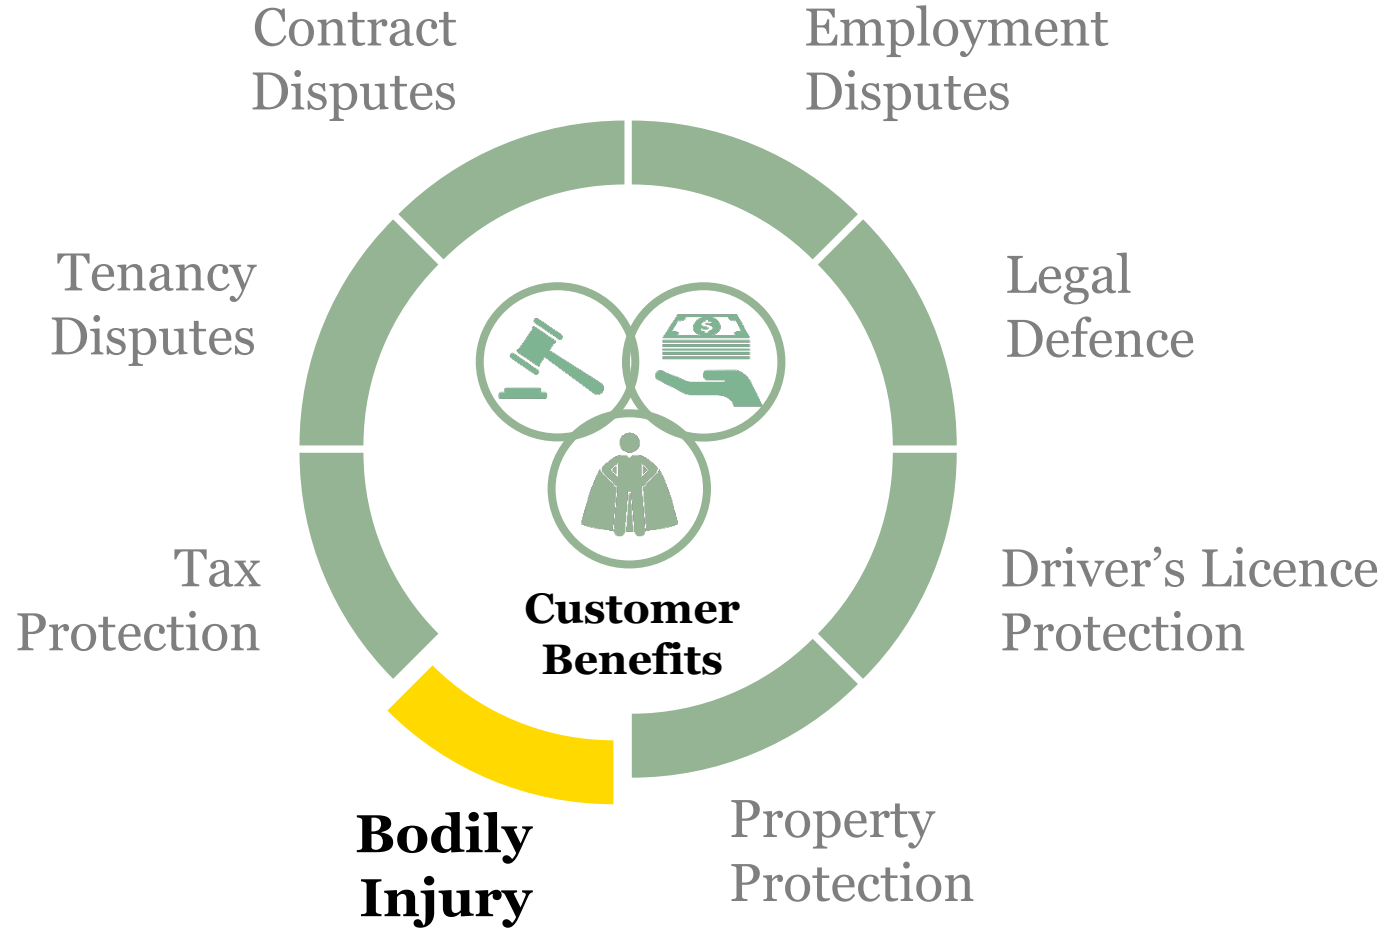 Contract
Disputes
Employment
Disputes
Tenancy
Disputes
Legal
Defence
$
Tax
Protection
Driver’s Licence
Protection
Customer
Benefits
Bodily
Injury
Property
Protection